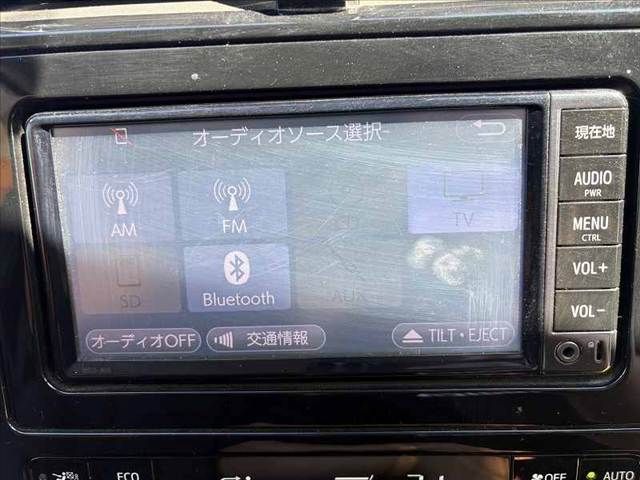 オーディオソース選択
現在地
AM
FM
TV
AUDIO
PWR
SD
Bluetooth
AUX
MENU
CTRL
VOL+
VOL-
オーディオOFF
交通情報
TILT・EJECT
ECO
OFF
AUTO